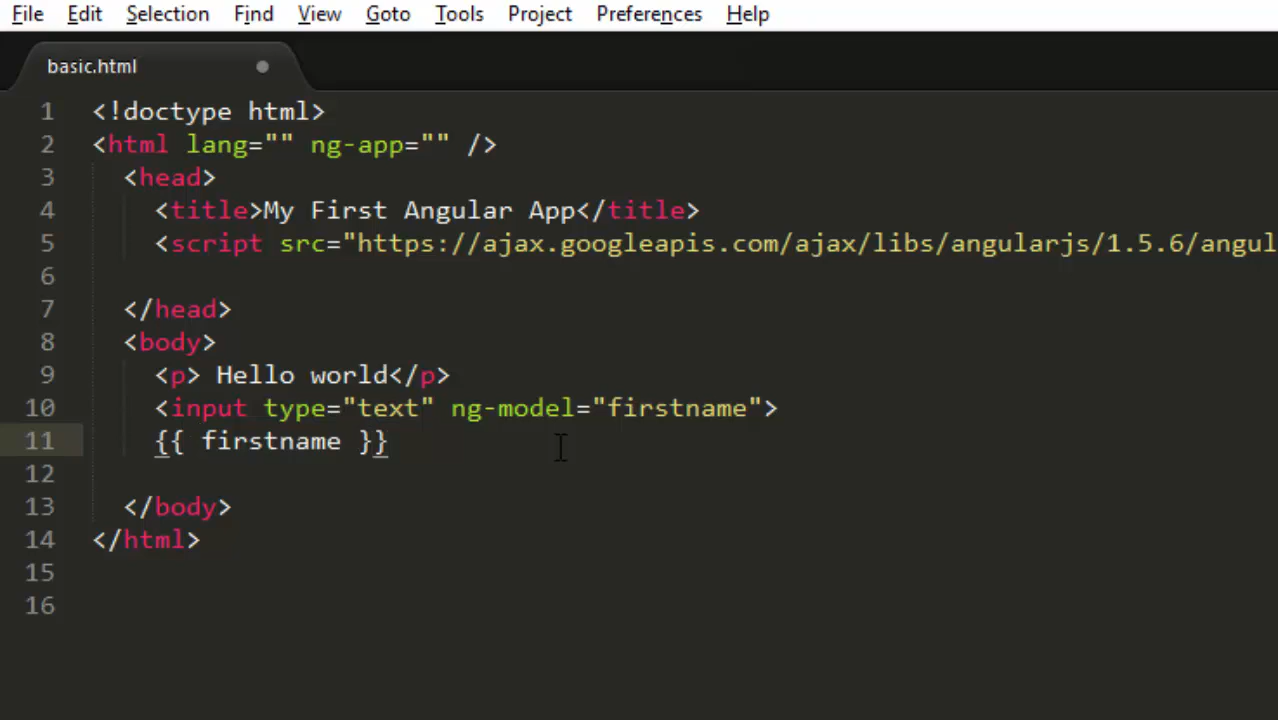 File Edit Selection Find View Goto Tools Project Preferences Help
basic.html
1 <!doctype html>
2 <html lang="" ng-app="" />
3 <head>
4 <title>My First Angular App</title>
5 <script src="https://ajax.googleapis.com/ajax/libs/angularjs/1.5.6/angul
6
7 </head>
8 <body>
9 <p> Hello world</p>
10 <input type="text" ng-model="firstname">
11 {{ firstname }}
12
13 </body>
14 </html>
15
16